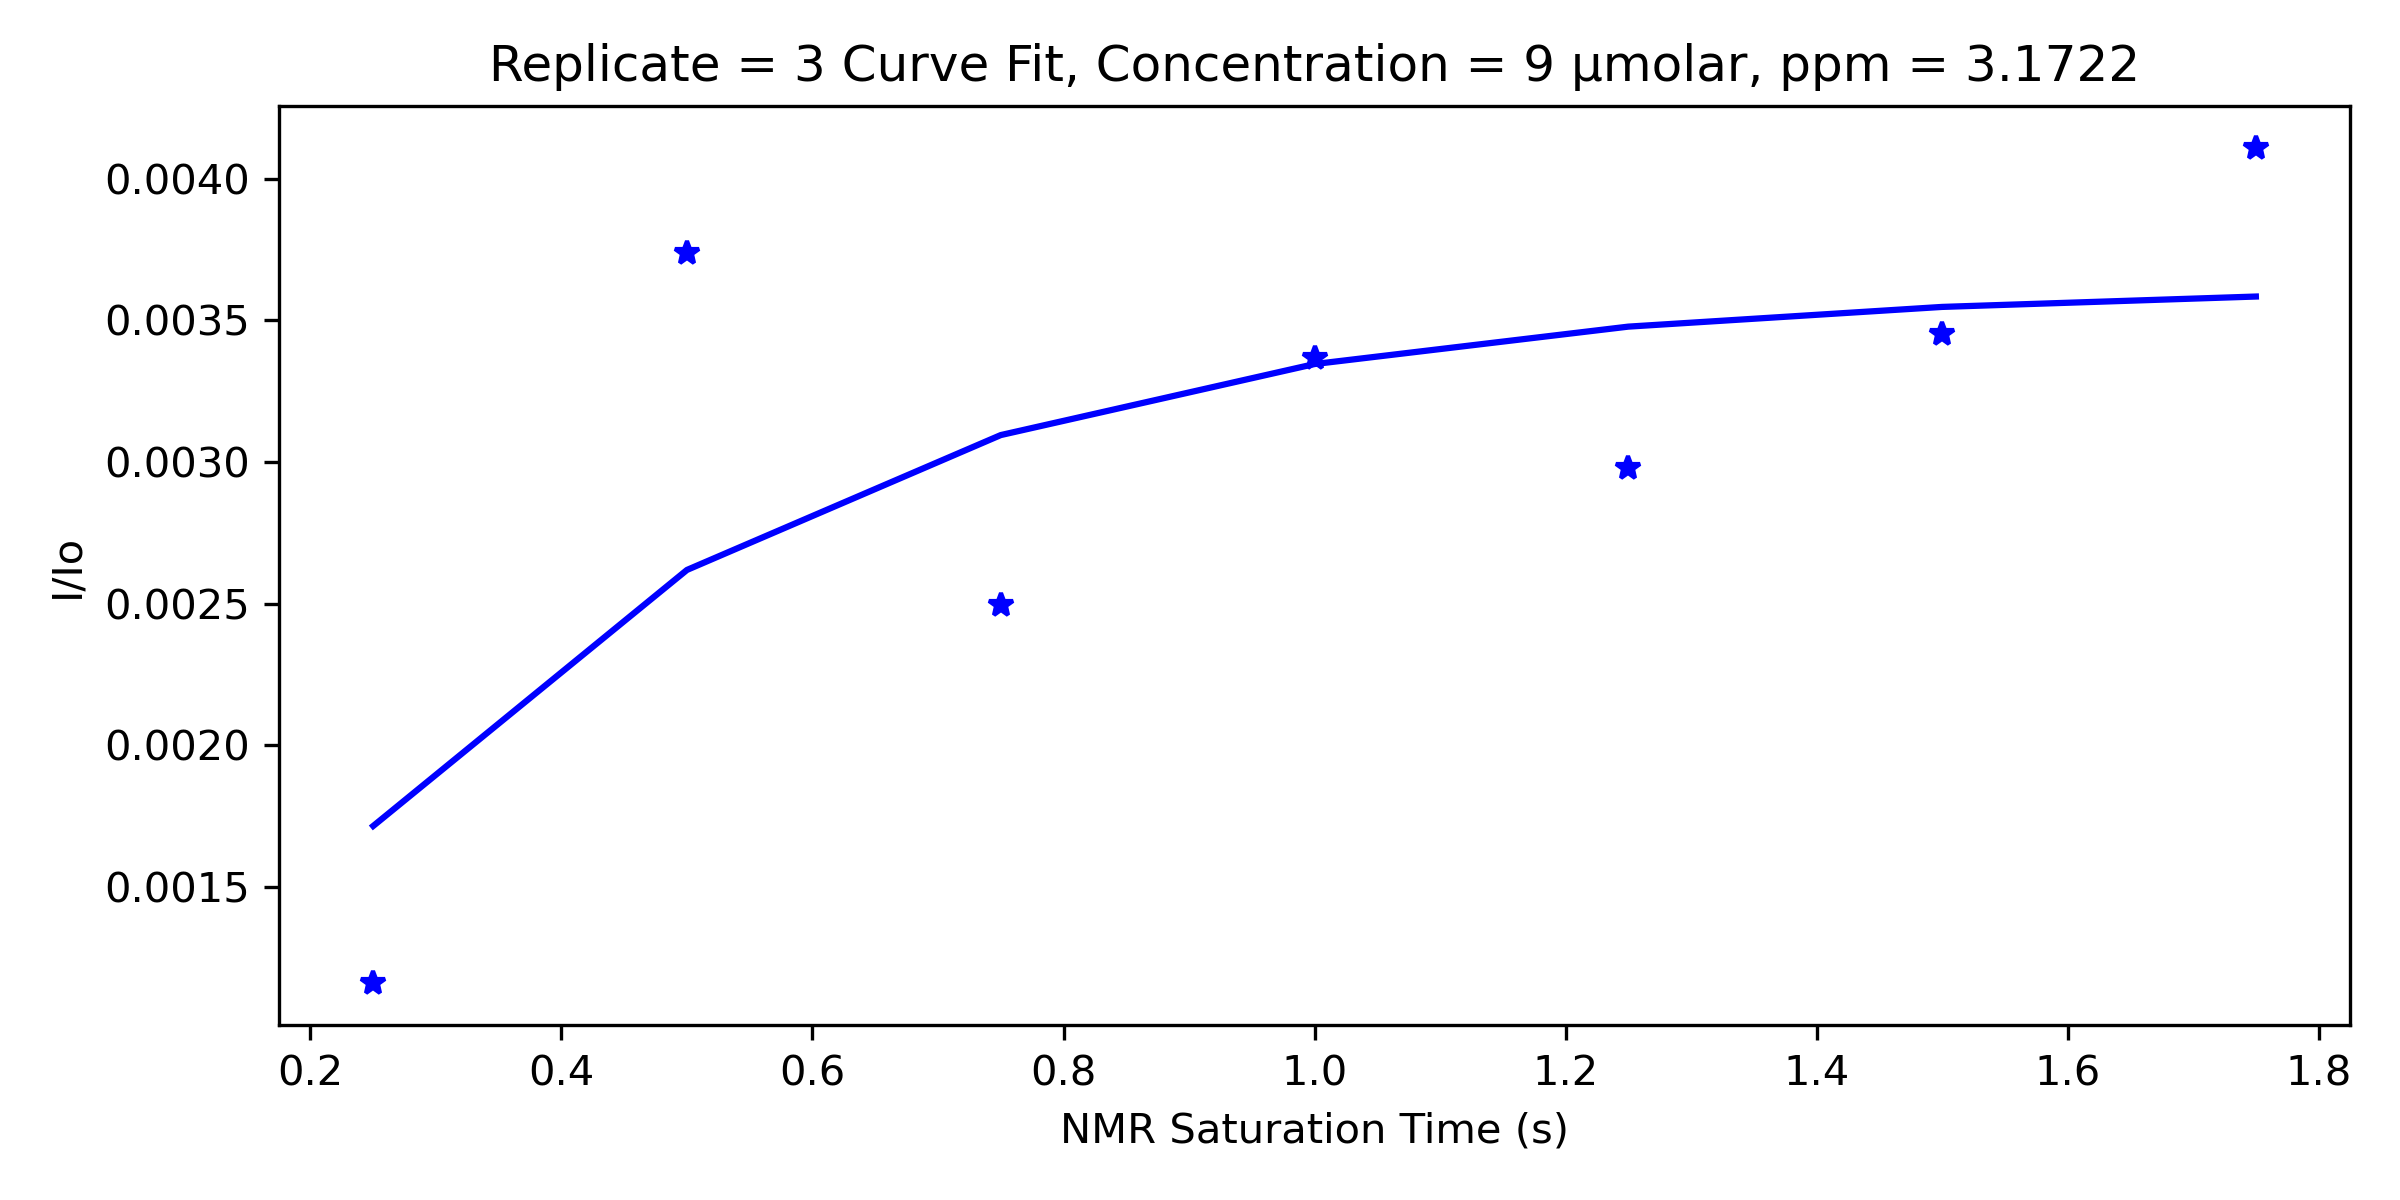 Replicate = 3 Curve Fit, Concentration = 9 µmolar, ppm = 3.1722
0.0040
0.0035
0.0030
0.0025
0.0020
0.0015
I/Io
0.2 0.4 0.6 0.8 1.0 1.2 1.4 1.6 1.8
NMR Saturation Time (s)